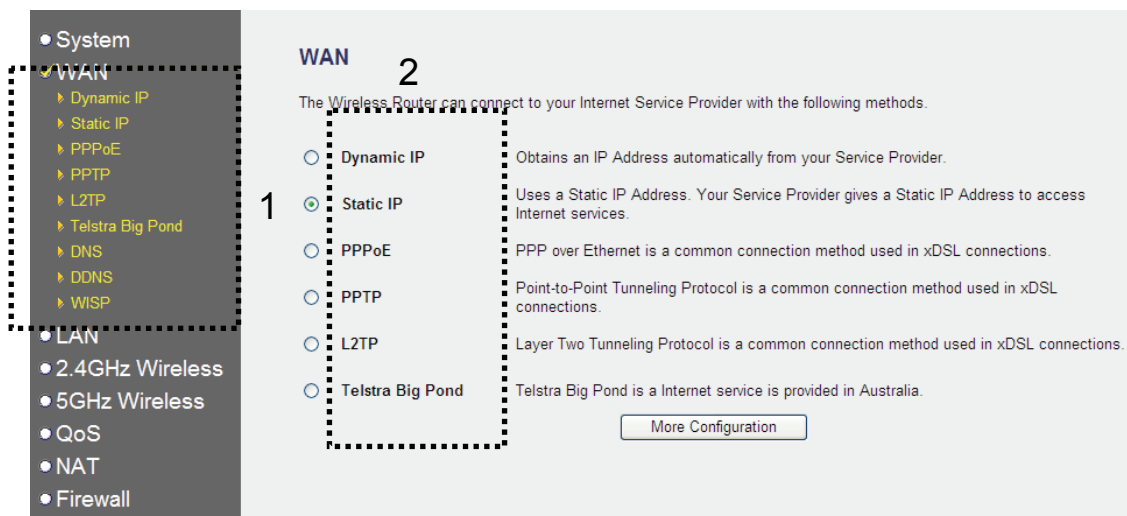 System
WAN
Dynamic IP
Static IP
PPPoE
PPTP
L2TP
Telstra Big Pond
DNS
DDNS
WISP
LAN
2.4GHz Wireless
5GHz Wireless
QoS
NAT
Firewall
1
WAN
2
The Wireless Router can connect to your Internet Service Provider with the following methods.
Dynamic IP Obtains an IP Address automatically from your Service Provider.
Static IP Uses a Static IP Address. Your Service Provider gives a Static IP Address to access
Internet services.
PPPoE PPP over Ethernet is a common connection method used in xDSL connections.
PPTP Point-to-Point Tunneling Protocol is a common connection method used in xDSL
connections.
L2TP Layer Two Tunneling Protocol is a common connection method used in xDSL connections.
Telstra Big Pond Telstra Big Pond is a Internet service is provided in Australia.
More Configuration